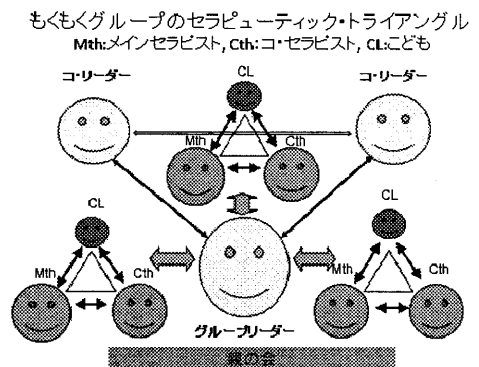 もくもくグループのセラピューティック・トライアングル
Mth:メインセラピスト, Cth:コ・セラピスト, CL:こども
コ・リーダー
CL
コ・リーダー
Mth
Cth
CL
Mth
Cth
CL
Mth
Cth
グループリーダー
親の会